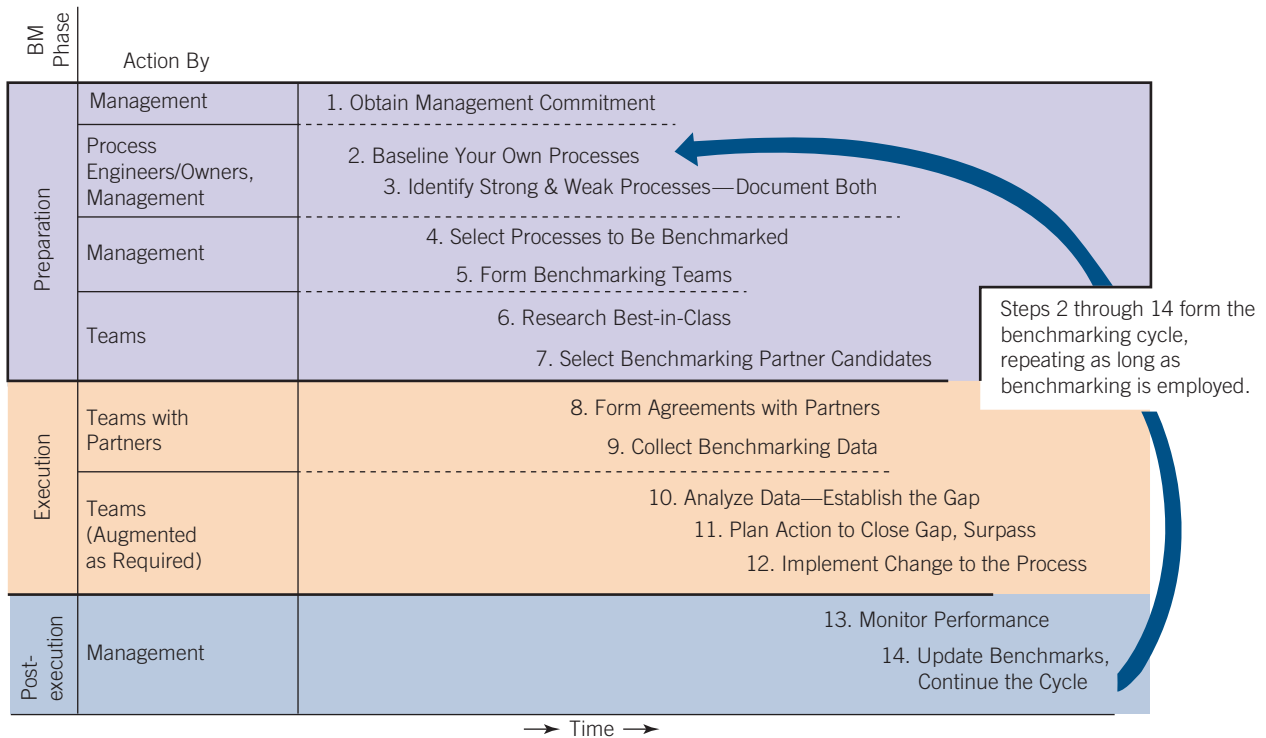 BM
Phase
Action By
Preparation
Management
1. Obtain Management Commitment
Process
Engineers/Owners,
Management
2. Baseline Your Own Processes
3. Identify Strong & Weak Processes—Document Both
Management
4. Select Processes to Be Benchmarked
5. Form Benchmarking Teams
Teams
6. Research Best-in-Class
7. Select Benchmarking Partner Candidates
Steps 2 through 14 form the
benchmarking cycle,
repeating as long as
benchmarking is employed.
Execution
Teams with
Partners
8. Form Agreements with Partners
9. Collect Benchmarking Data
Teams
(Augmented
as Required)
10. Analyze Data—Establish the Gap
11. Plan Action to Close Gap, Surpass
12. Implement Change to the Process
Post-
execution
Management
13. Monitor Performance
14. Update Benchmarks,
Continue the Cycle
Time